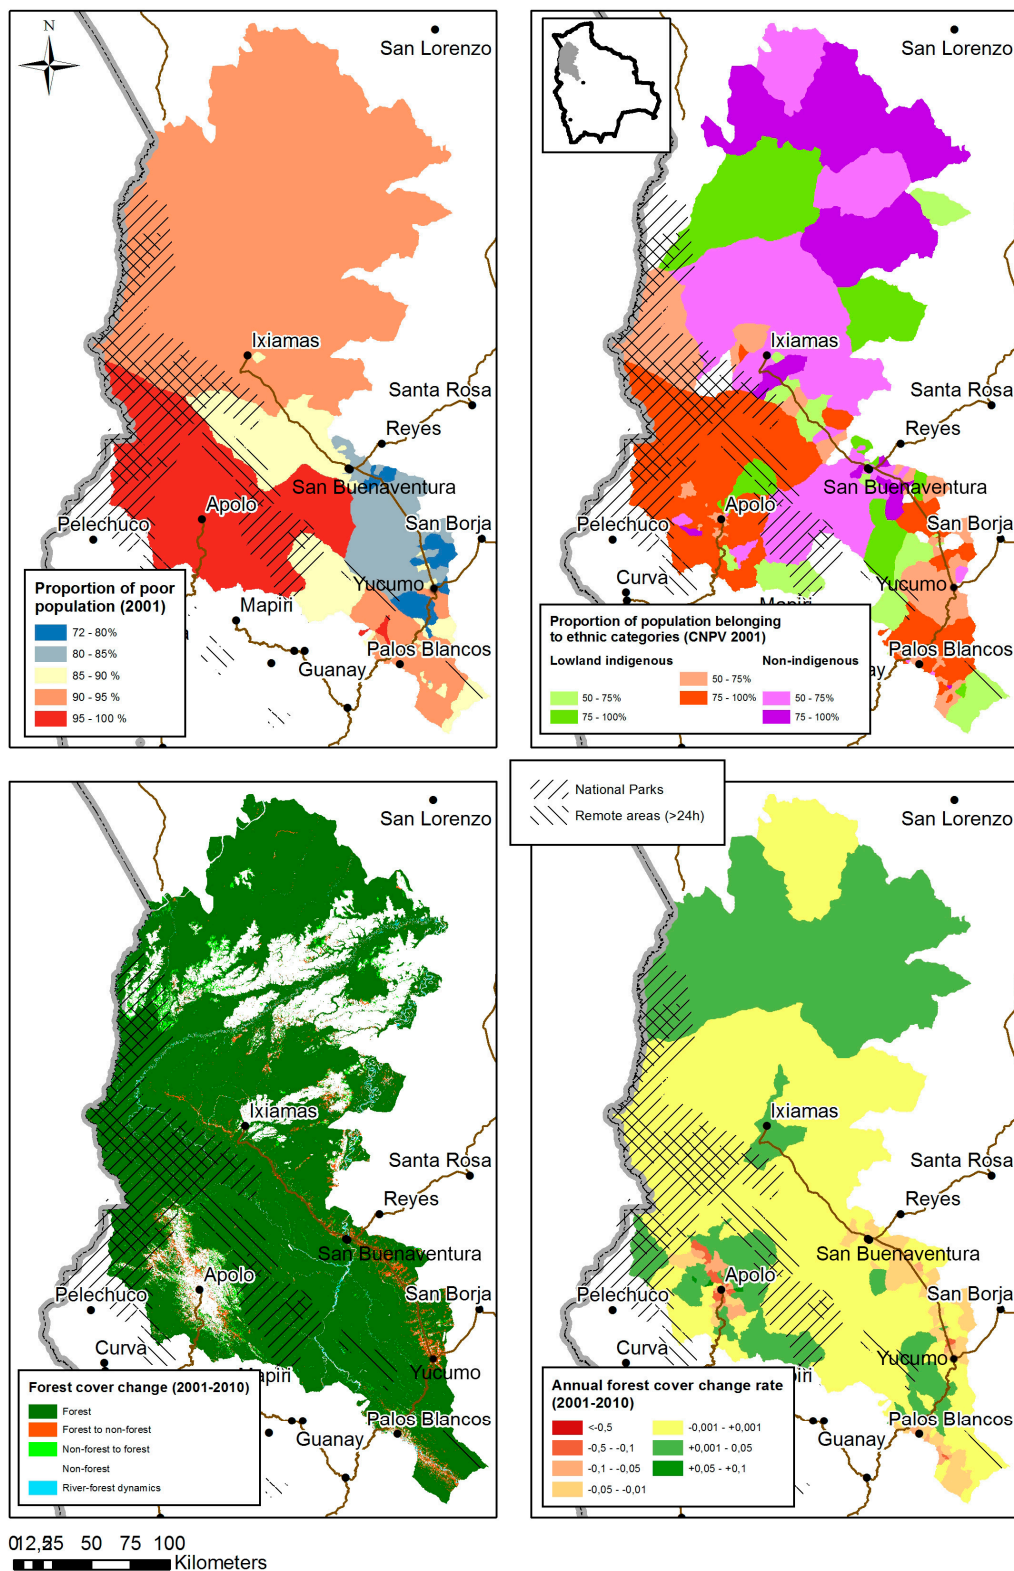 N
San Lorenzo
Ixiamas
Santa Rosa
Reyes
San Buenaventura
Apolo
Pelechuco
San Borja
Yucumo
Mapiri
Palos Blancos
Guanay
Proportion of poor
population (2001)
72 - 80%
80 - 85%
85 - 90 %
90 - 95 %
95 - 100 %
San Lorenzo
Ixiamas
Santa Rosa
Reyes
San Buenaventura
Apolo
Pelechuco
San Borja
Curva
Yucumo
Palos Blancos
Proportion of population belonging
to ethnic categories (CNPV 2001)
Lowland indigenous
Non-indigenous
50 - 75%
75 - 100%
50 - 75%
75 - 100%
50 - 75%
75 - 100%
National Parks
Remote areas (>24h)
San Lorenzo
Ixiamas
Santa Rosa
Reyes
San Buenaventura
Apolo
Pelechuco
San Borja
Curva
Yucumo
Palos Blancos
Guanay
Forest cover change (2001-2010)
Forest
Forest to non-forest
Non-forest to forest
Non-forest
River-forest dynamics
San Lorenzo
Ixiamas
Santa Rosa
Reyes
San Buenaventura
Apolo
Pelechuco
San Borja
Curva
Yucumo
Palos Blancos
Guanay
Annual forest cover change rate
(2001-2010)
<-0,5
-0,5 - -0,1
-0,1 - -0,05
-0,05 - -0,01
-0,001 - +0,001
+0,001 - 0,05
+0,05 - +0,1
0 12,5 25 50 75 100
Kilometers